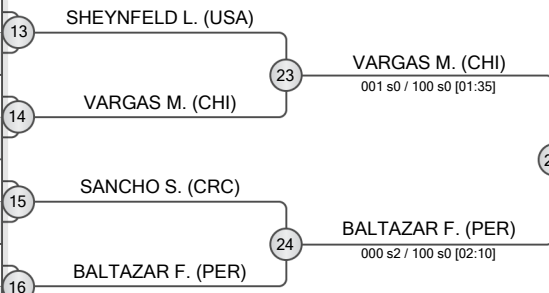 SHEYNFELD L. (USA)
13
23
VARGAS M. (CHI)
001 s0 / 100 s0 [01:35]
VARGAS M. (CHI)
14
SANCHO S. (CRC)
15
24
BALTAZAR F. (PER)
000 s2 / 100 s0 [02:10]
BALTAZAR F. (PER)
16